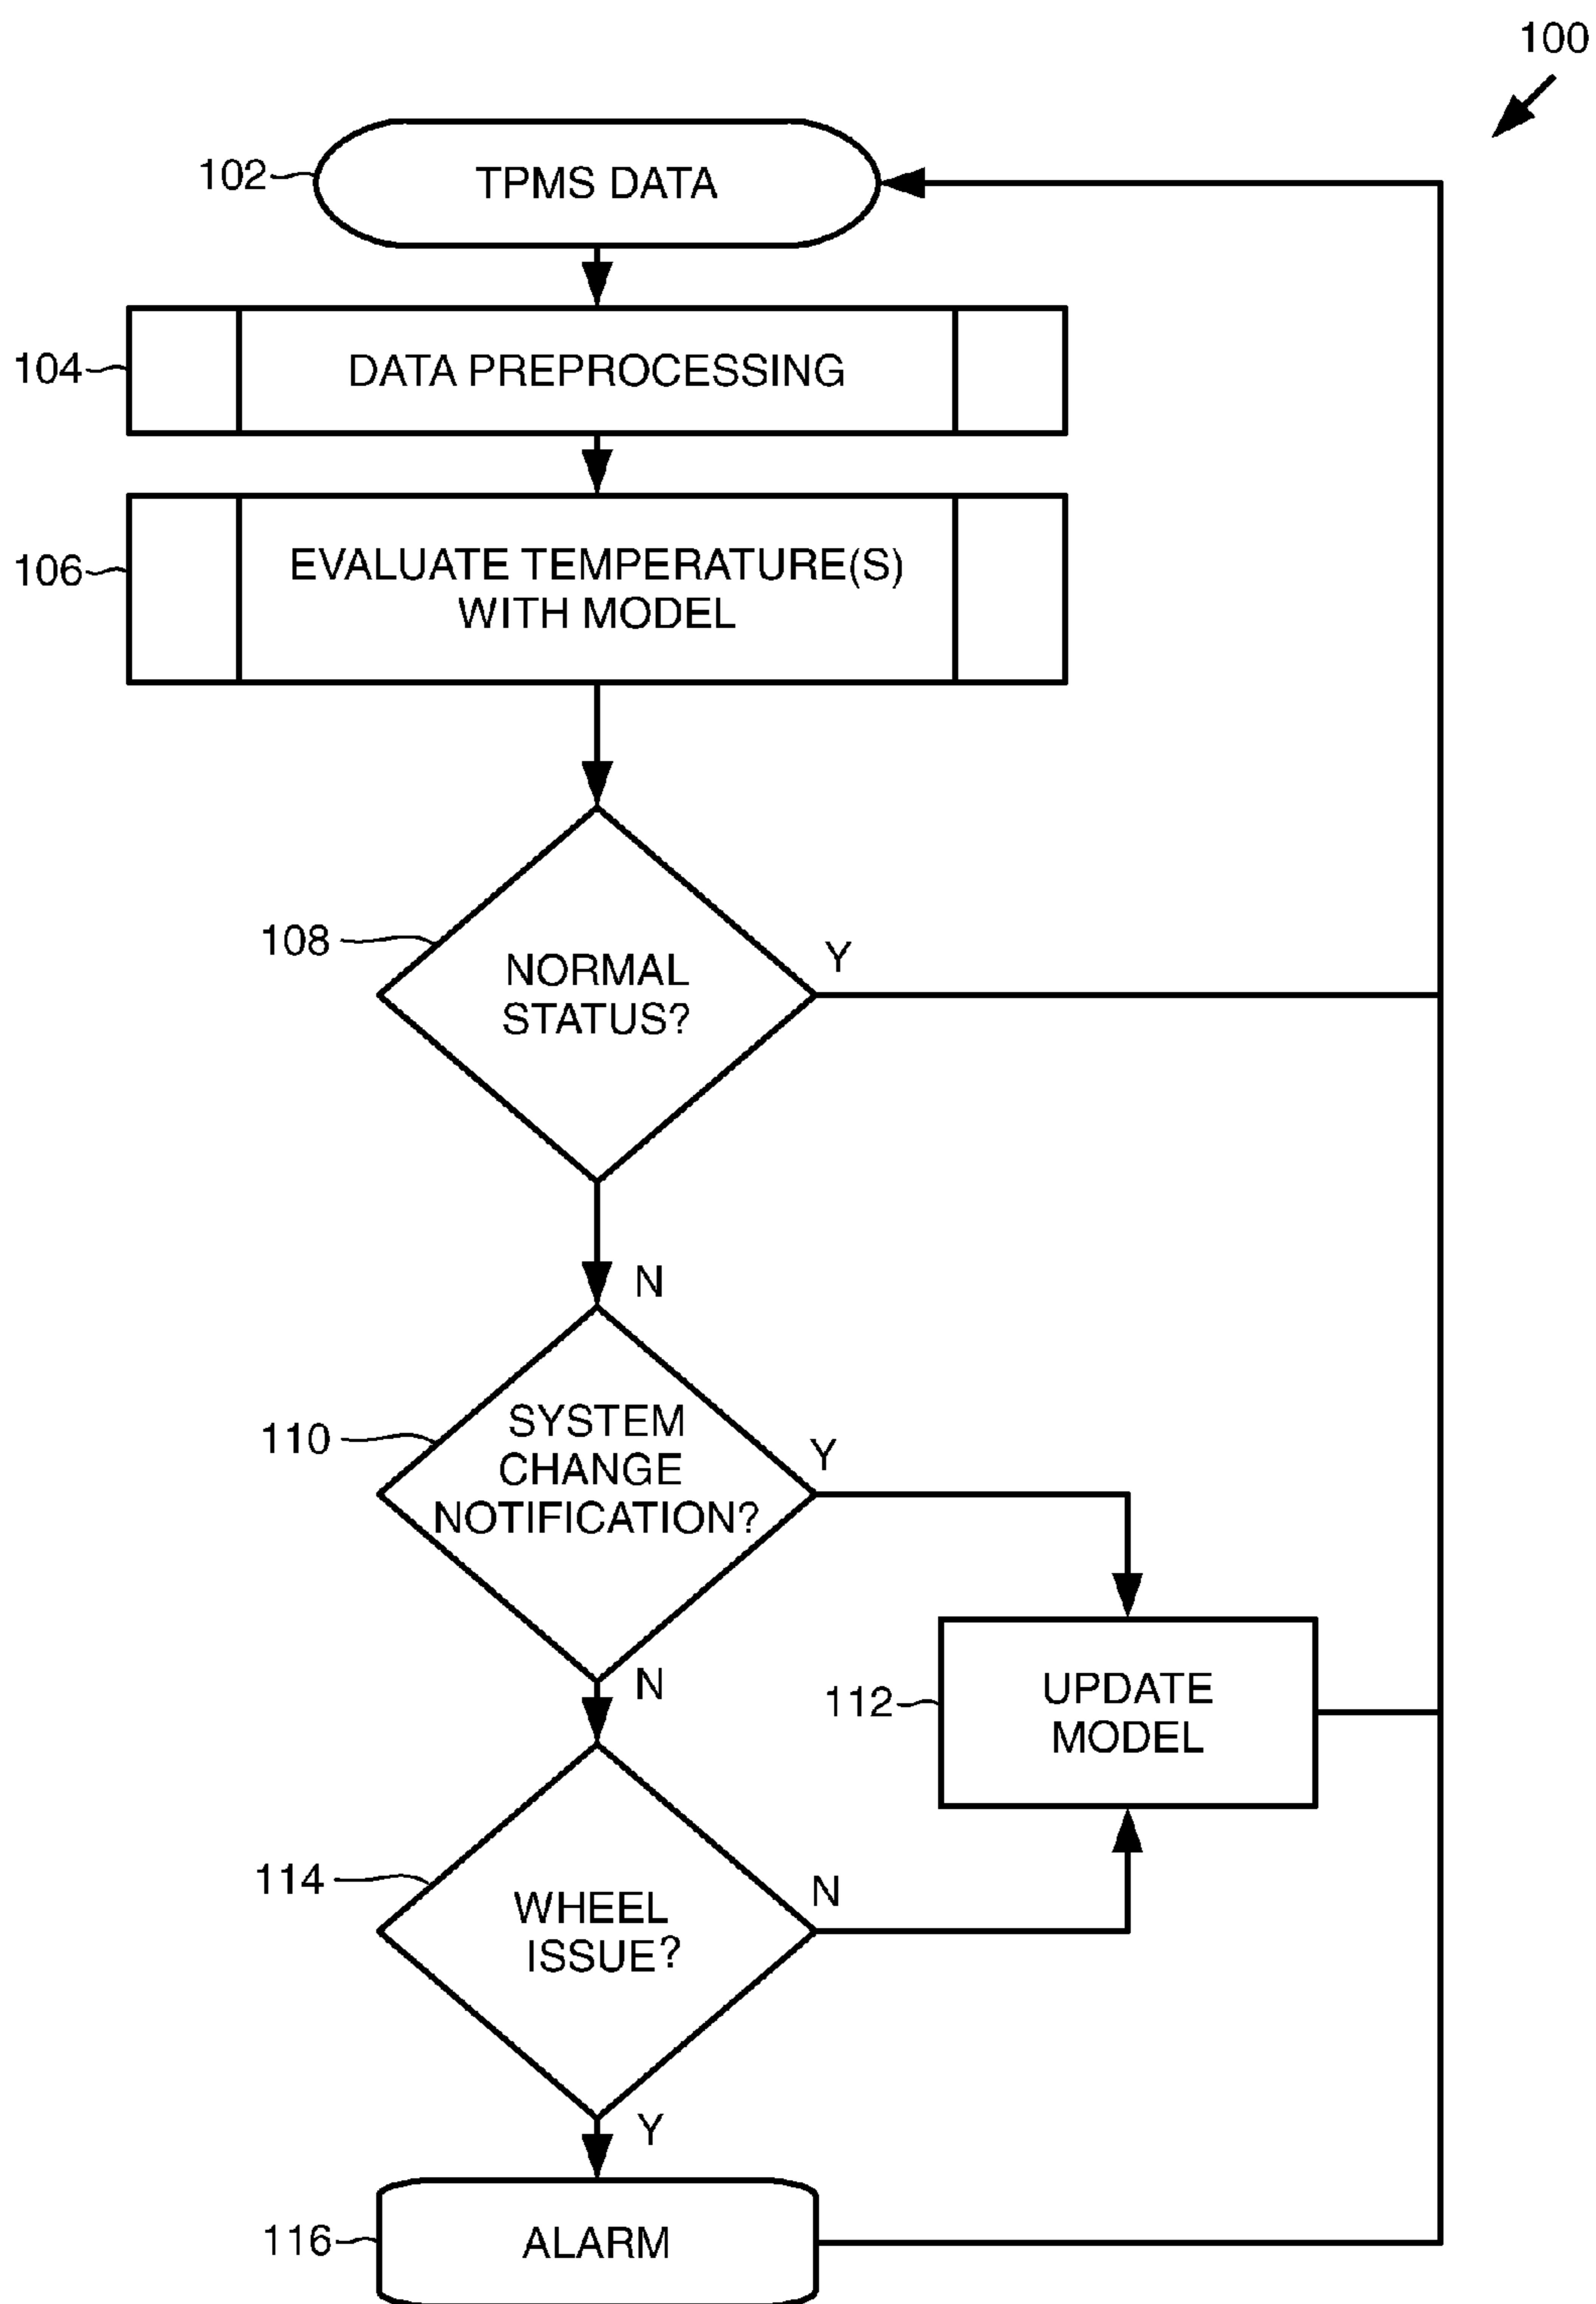 100
102
TPMS DATA
104
DATA PREPROCESSING
106
EVALUATE TEMPERATURE(S)
WITH MODEL
108
NORMAL
STATUS?
Y
N
110
SYSTEM
CHANGE
NOTIFICATION?
Y
N
112
UPDATE
MODEL
114
WHEEL
ISSUE?
N
Y
116
ALARM